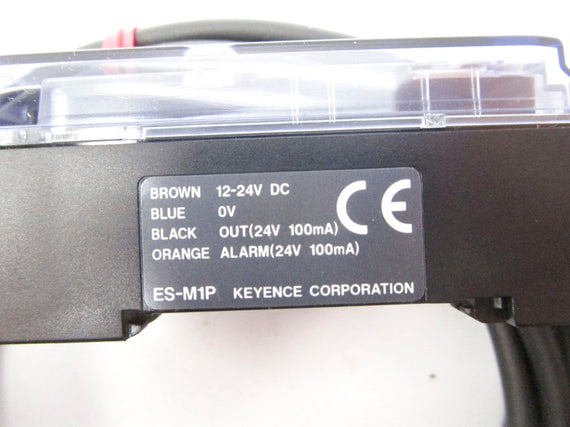 BROWN 12-24V DC
BLUE 0V
BLACK OUT(24V 100mA)
ORANGE ALARM(24V 100mA)
CE
ES-M1P KEYENCE CORPORATION